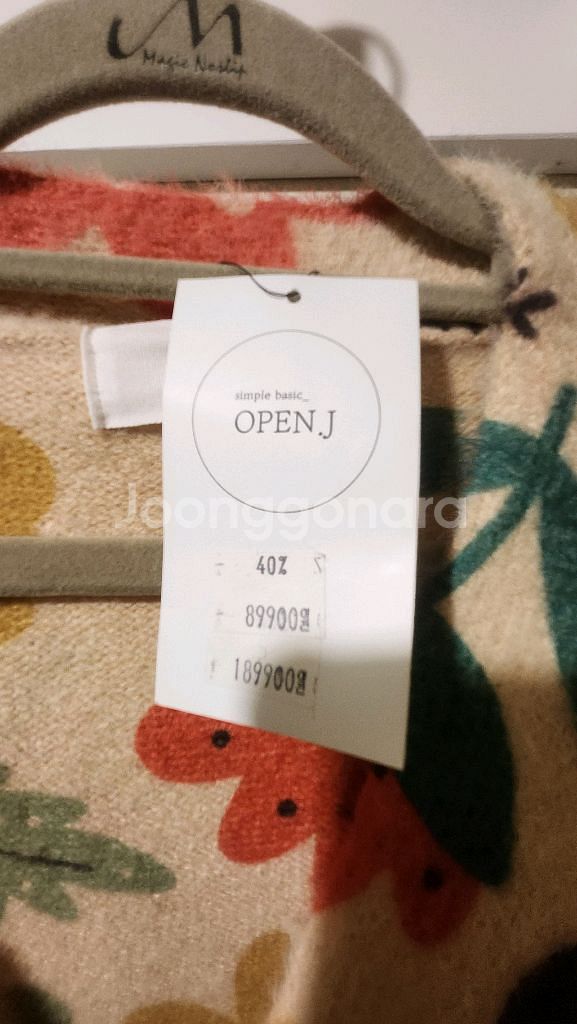 M
Magic Noslip
simple basic_
OPEN.J
Joonggonara
40%
89900원
189900원